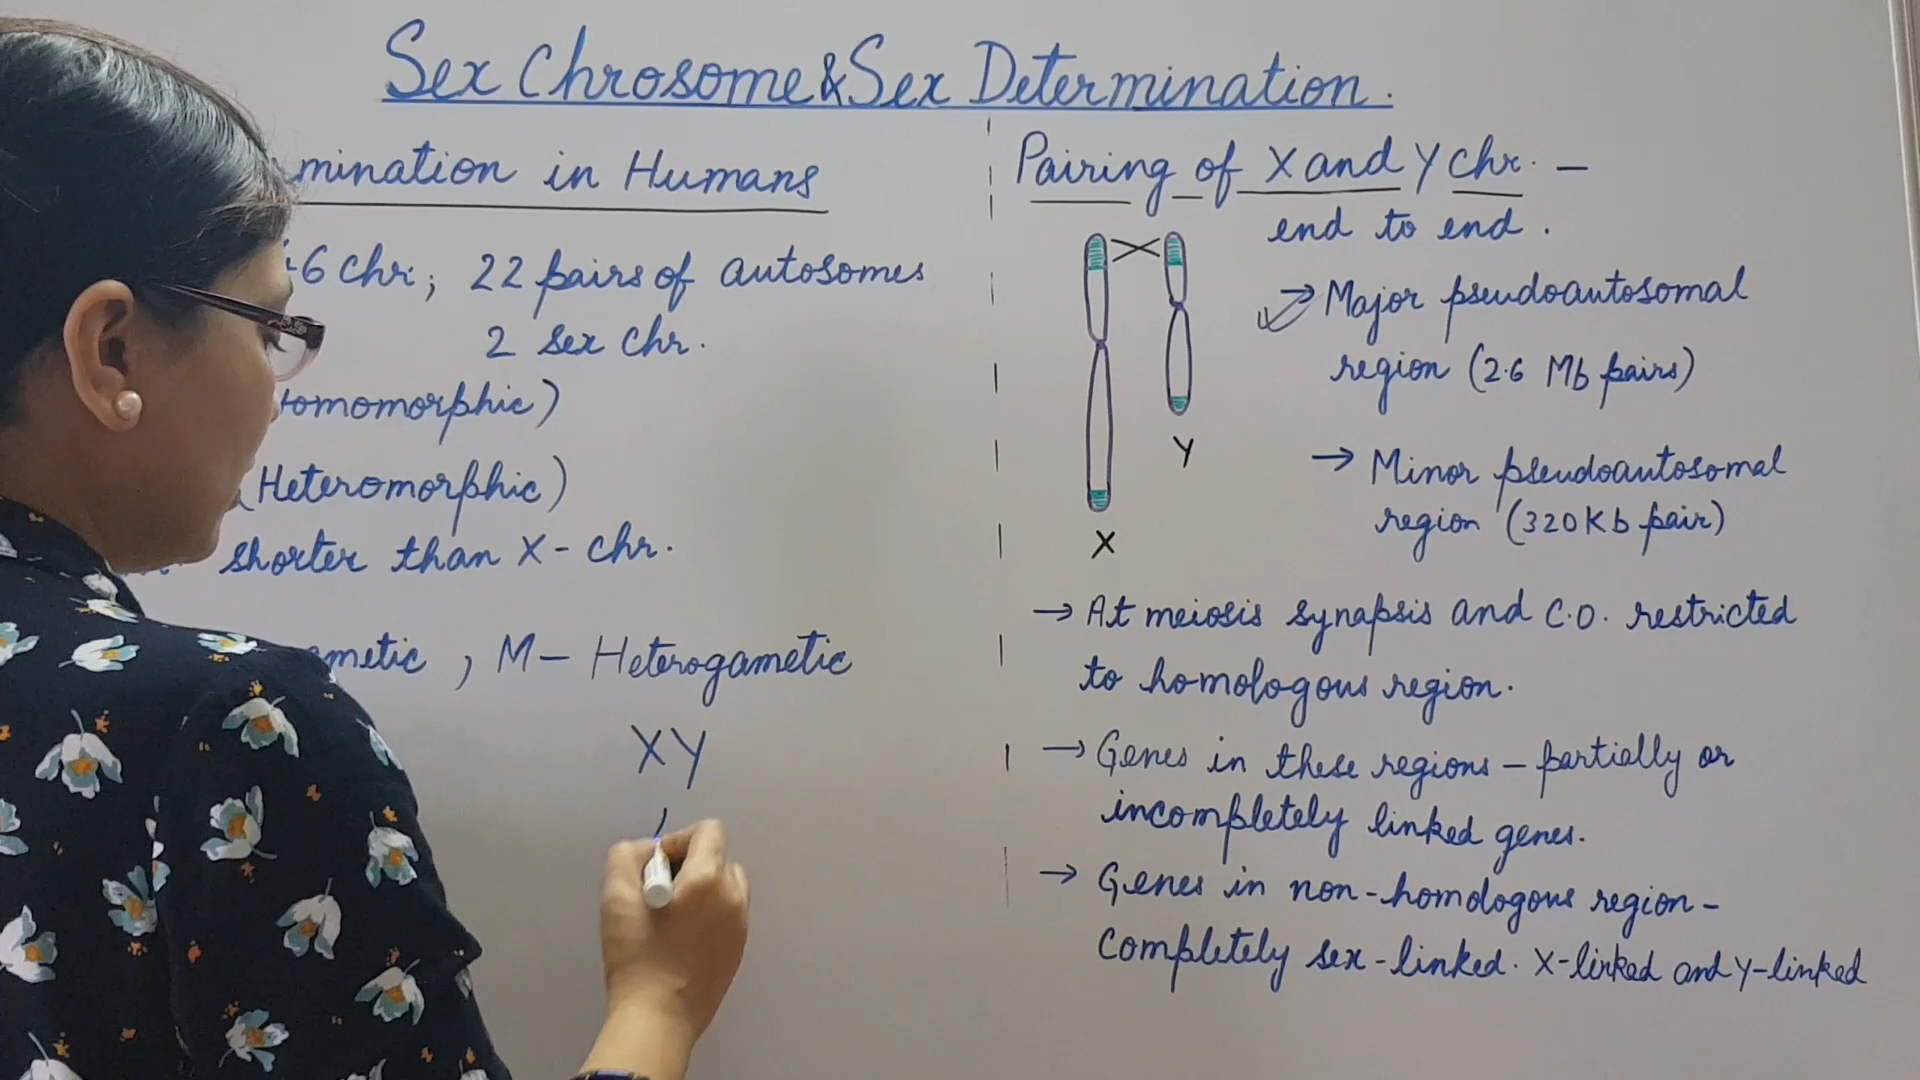 Sex Chrosome & Sex Determination.
mination in Humans
6 chr; 22 pairs of autosomes
2 sex chr.
omomorphic)
(Heteromorphic)
shorter than X-chr.
metic, M- Heterogametic
XY
Pairing of X and Y chr. -
end to end.
→ Major pseudoautosomal
region (2.6 Mb pairs)
→ Minor pseudoautosomal
region (320Kb pair)
X
Y
→ At meiosis synapsis and C.O. restricted
to homologous region.
→ Genes in these regions - partially or
incompletely linked genes.
→ Genes in non-homologous region-
Completely sex-linked. X-linked and Y-linked